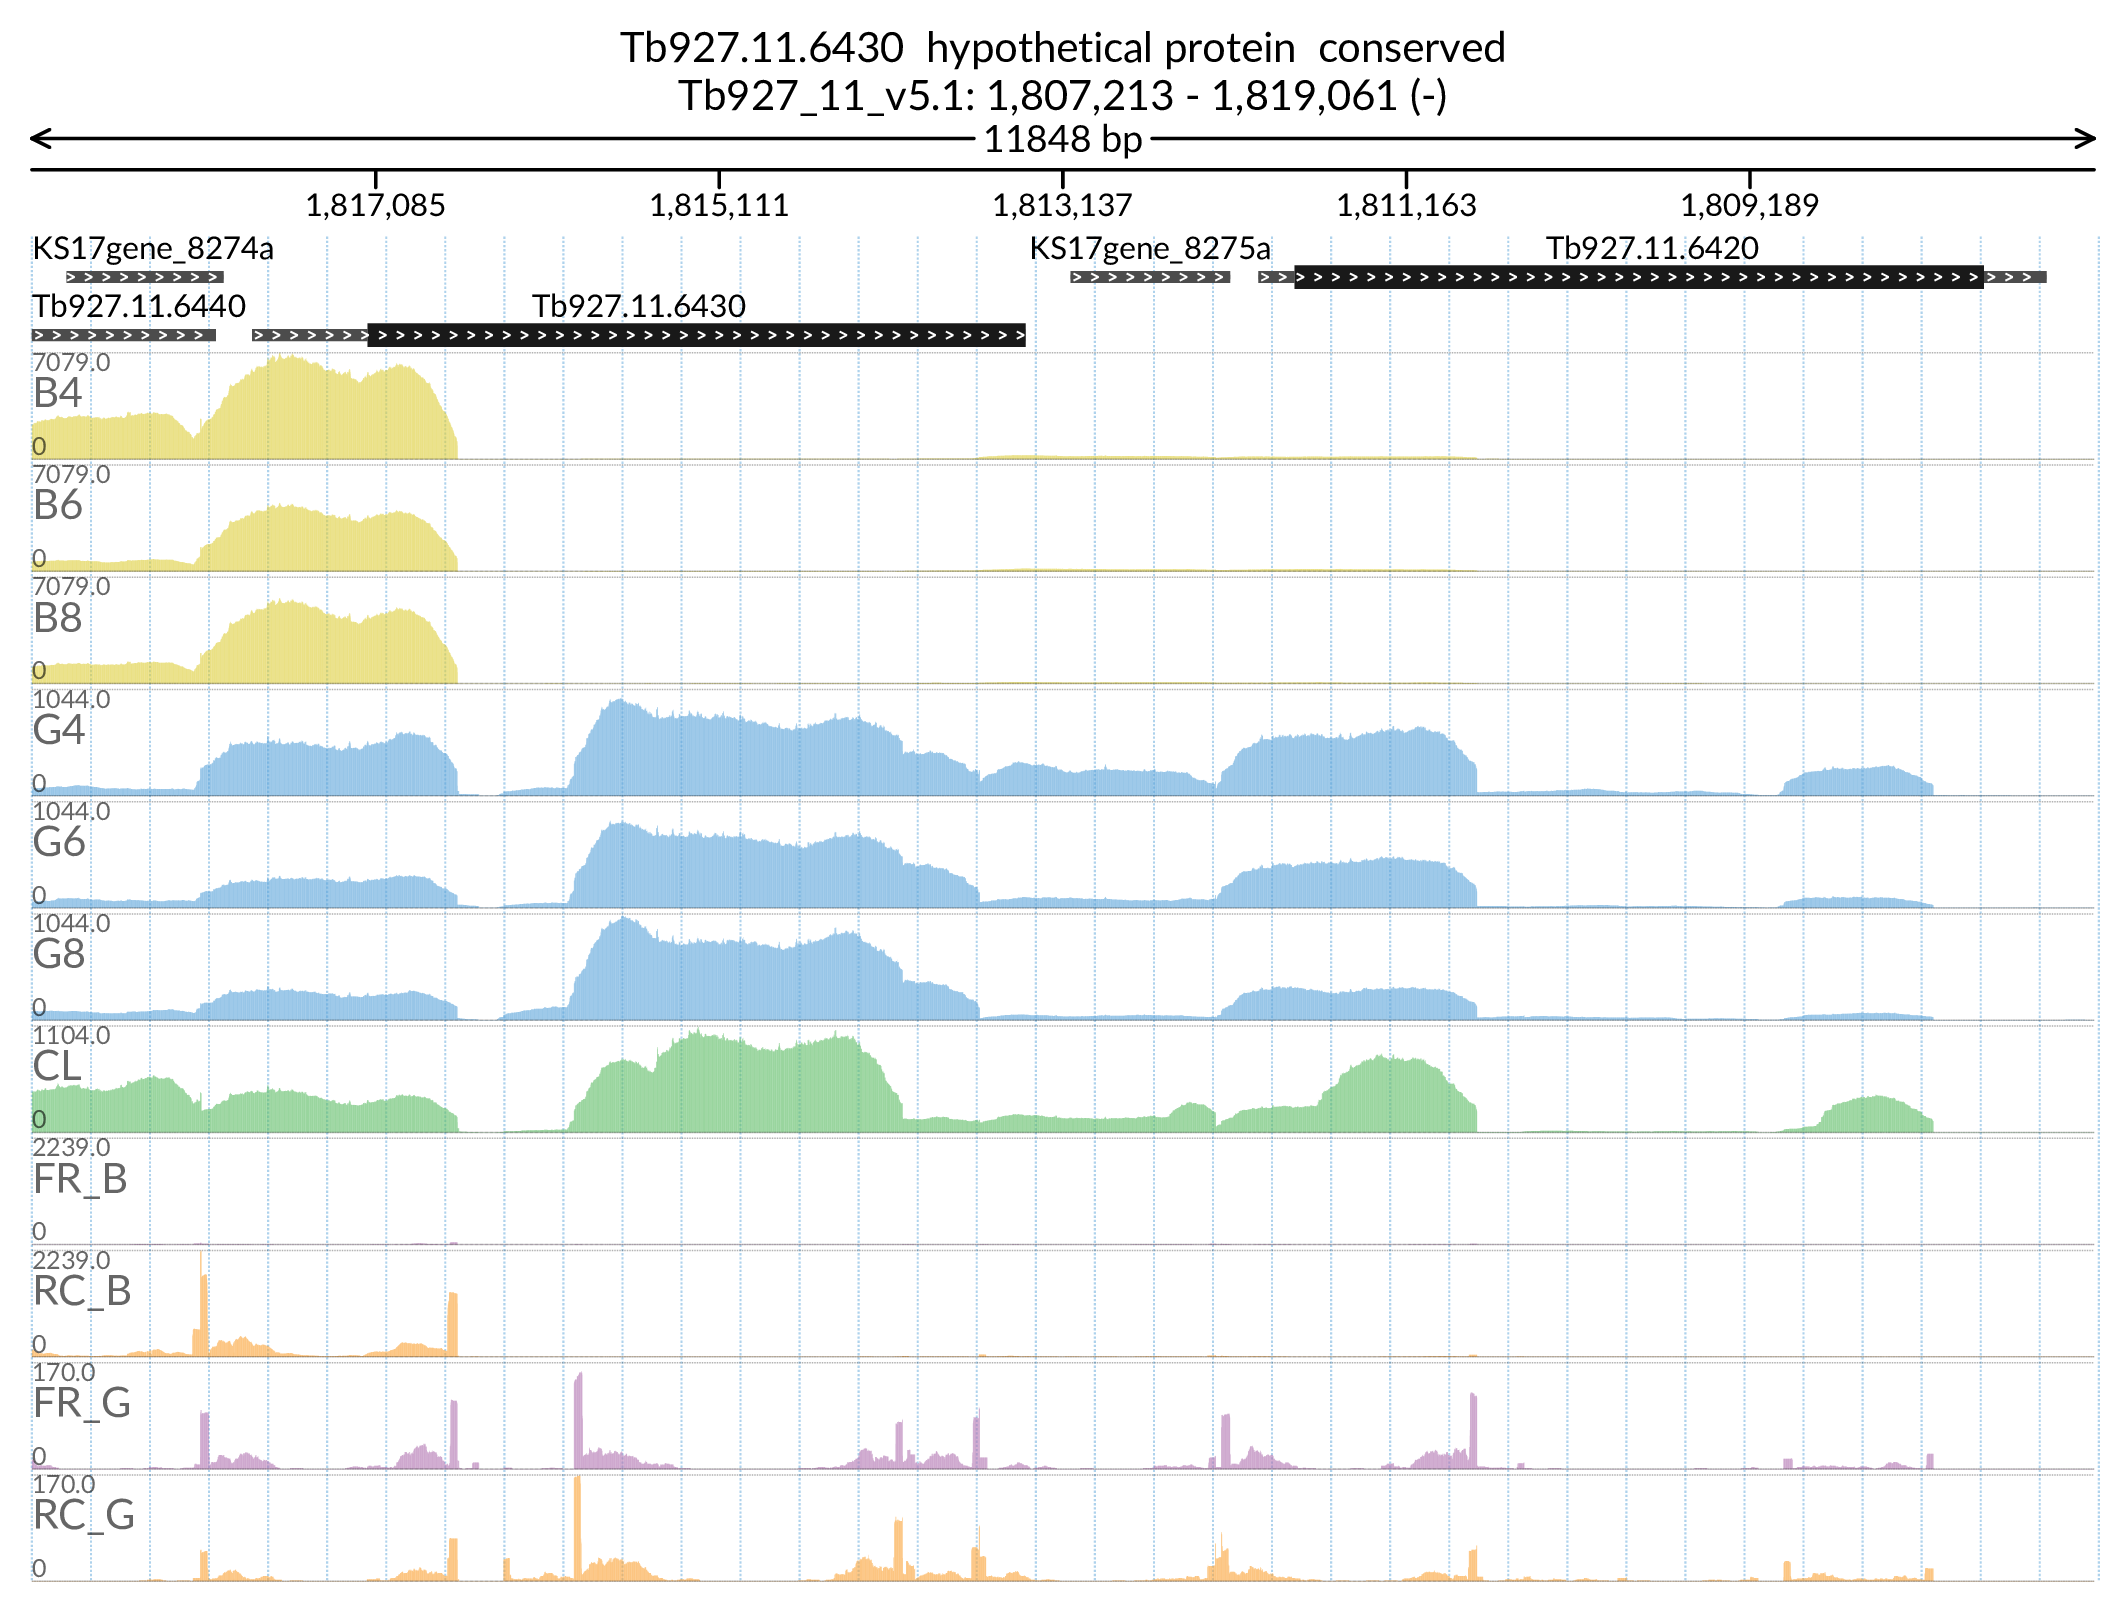 Tb927.11.6430  hypothetical protein  conserved
Tb927_11_v5.1: 1,807,213 - 1,819,061 (-)
11848 bp
1,817,085 1,815,111 1,813,137 1,811,163 1,809,189
KS17gene_8274a KS17gene_8275a Tb927.11.6420
Tb927.11.6440 Tb927.11.6430
7079.0
B4
0
7079.0
B6
0
7079.0
B8
0
1044.0
G4
0
1044.0
G6
0
1044.0
G8
0
1104.0
CL
0
2239.0
FR_B
0
2239.0
RC_B
0
170.0
FR_G
0
170.0
RC_G
0